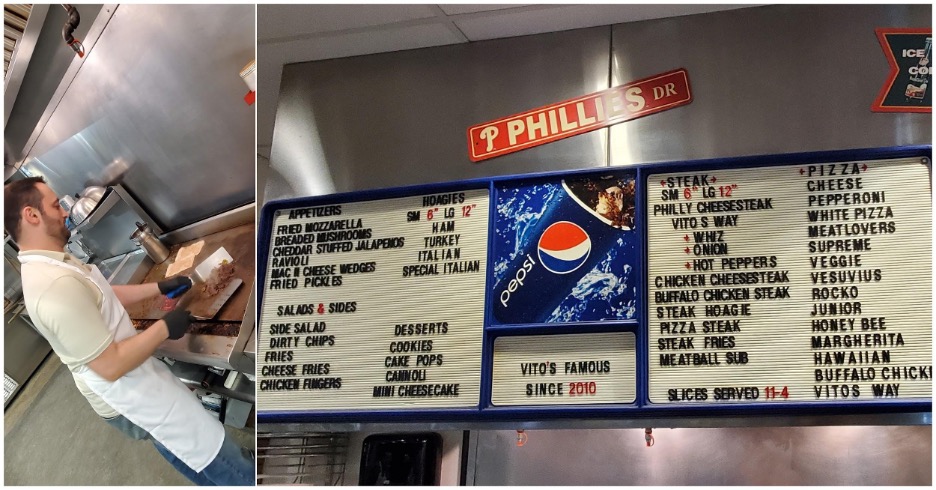 P PHILLIES DR
ICE
APPETIZERS
FRIED MOZZARELLA
BREADED MUSHROOMS
CHEDDAR STUFFED JALAPENOS
RAVIOLI
MAC N CHEESE WEDGES
FRIED PICKLES
SALADS & SIDES
SIDE SALAD
DIRTY CHIPS
FRIES
CHEESE FRIES
CHICKEN FINGERS
HOAGIES
SM 6" LG 12"
HAM
TURKEY
ITALIAN
SPECIAL ITALIAN
DESSERTS
COOKIES
CAKE POPS
CANNOLI
MINI CHEESECAKE
pepsi
VITO'S FAMOUS
SINCE 2010
+STEAK+
SM 6" LG 12"
PHILLY CHEESESTEAK
VITO S WAY
+ WHIZ
+ ONION
+ HOT PEPPERS
CHICKEN CHEESESTEAK
BUFFALO CHICKEN STEAK
STEAK HOAGIE
PIZZA STEAK
STEAK FRIES
MEATBALL SUB
SLICES SERVED 11-4
+PIZZA+
CHEESE
PEPPERONI
WHITE PIZZA
MEATLOVERS
SUPREME
VEGGIE
VESUVIUS
ROCKO
JUNIOR
HONEY BEE
MARGHERITA
HAWAIIAN
BUFFALO CHICK
VITOS WAY